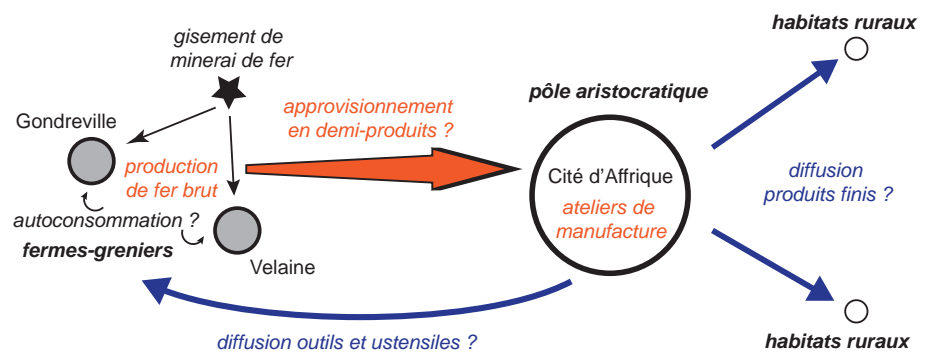 habitats ruraux
gisement de
minerai de fer
pôle aristocratique
approvisionnement
en demi-produits ?
Gondreville
production
de fer brut
Cité d'Affrique
ateliers de
manufacture
diffusion
produits finis ?
autoconsommation ?
fermes-greniers
Velaine
diffusion outils et ustensiles ?
habitats ruraux